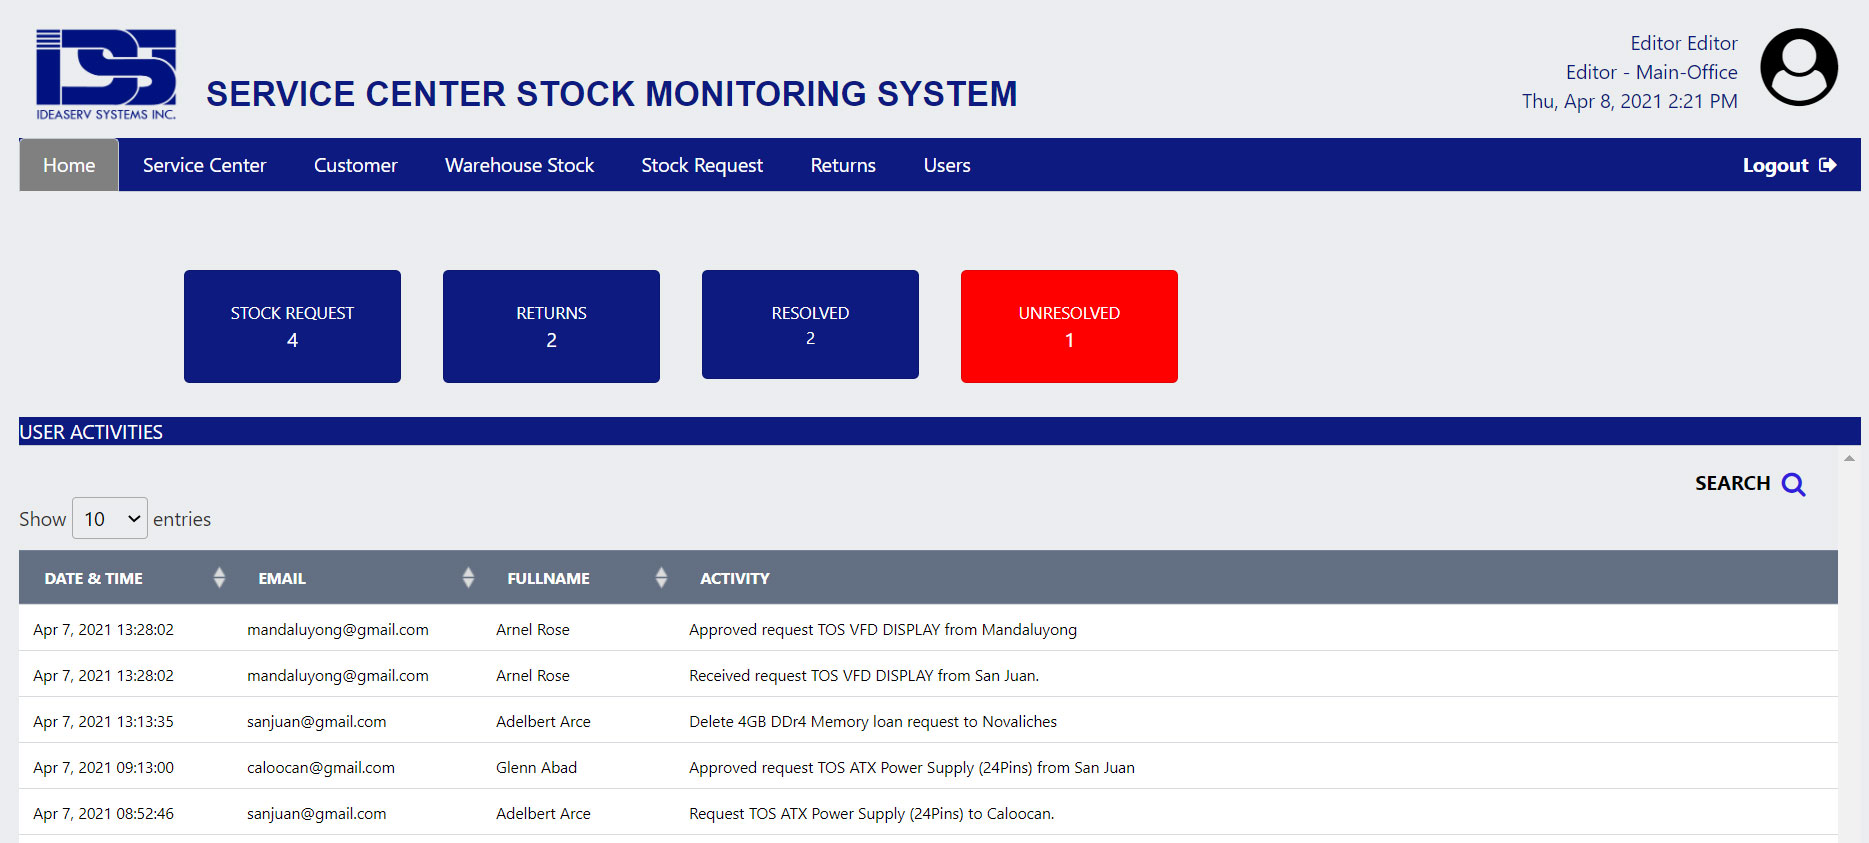 IDSI
IDEASERV SYSTEMS INC.
SERVICE CENTER STOCK MONITORING SYSTEM
Editor Editor
Editor - Main-Office
Thu, Apr 8, 2021 2:21 PM
Home Service Center Customer Warehouse Stock Stock Request Returns Users Logout
STOCK REQUEST
4
RETURNS
2
RESOLVED
2
UNRESOLVED
1
USER ACTIVITIES
SEARCH
Show 10 entries
DATE & TIME EMAIL FULLNAME ACTIVITY
Apr 7, 2021 13:28:02 mandaluyong@gmail.com Arnel Rose Approved request TOS VFD DISPLAY from Mandaluyong
Apr 7, 2021 13:28:02 mandaluyong@gmail.com Arnel Rose Received request TOS VFD DISPLAY from San Juan.
Apr 7, 2021 13:13:35 sanjuan@gmail.com Adelbert Arce Delete 4GB DDr4 Memory loan request to Novaliches
Apr 7, 2021 09:13:00 caloocan@gmail.com Glenn Abad Approved request TOS ATX Power Supply (24Pins) from San Juan
Apr 7, 2021 08:52:46 sanjuan@gmail.com Adelbert Arce Request TOS ATX Power Supply (24Pins) to Caloocan.